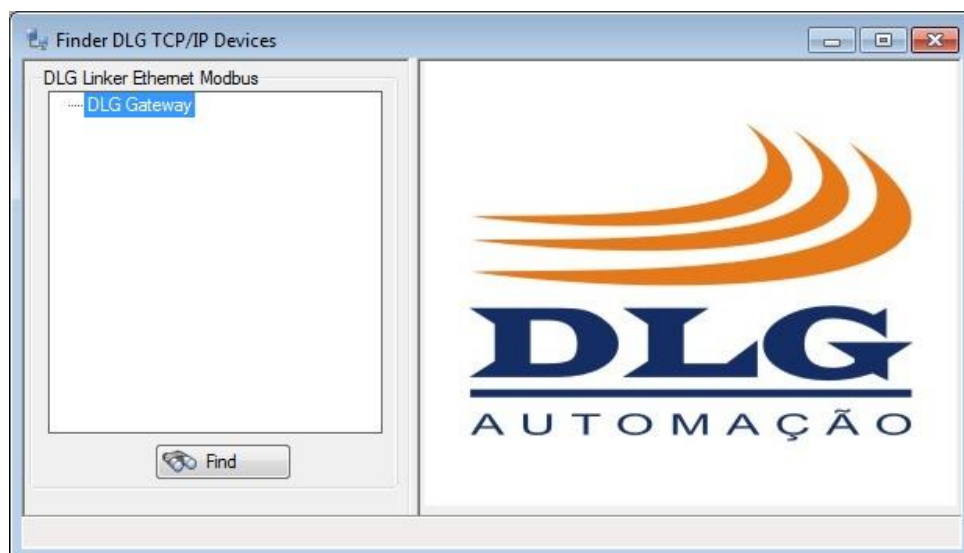 Finder DLG TCP/IP Devices
DLG Linker Ethernet Modbus
DLG Gateway
Find
DLG
AUTOMAÇÃO